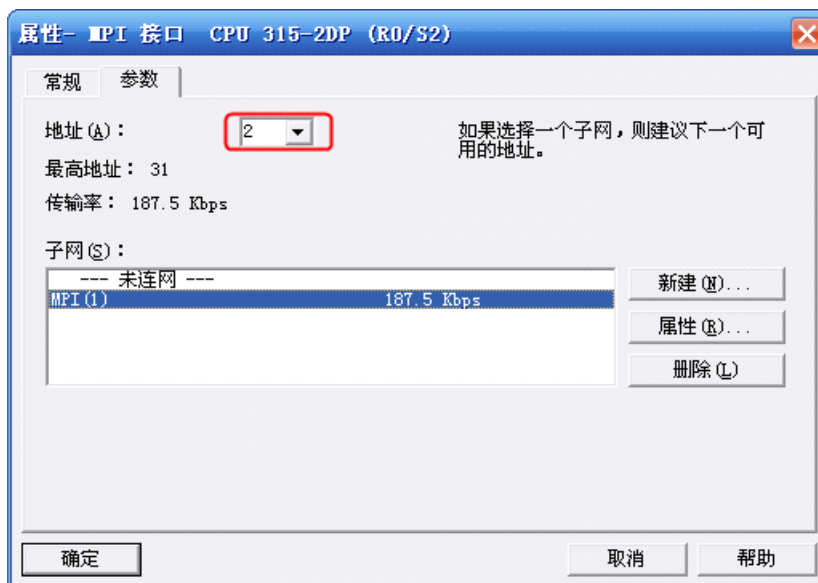 属性- MPI 接口  CPU 315-2DP (R0/S2)
常规 参数
地址(A): 2
如果选择一个子网,则建议下一个可
用的地址。
最高地址: 31
传输率: 187.5 Kbps
子网(S):
--- 未连网 ---
MPI(1) 187.5 Kbps
新建(N)...
属性(R)...
删除(L)
确定 取消 帮助